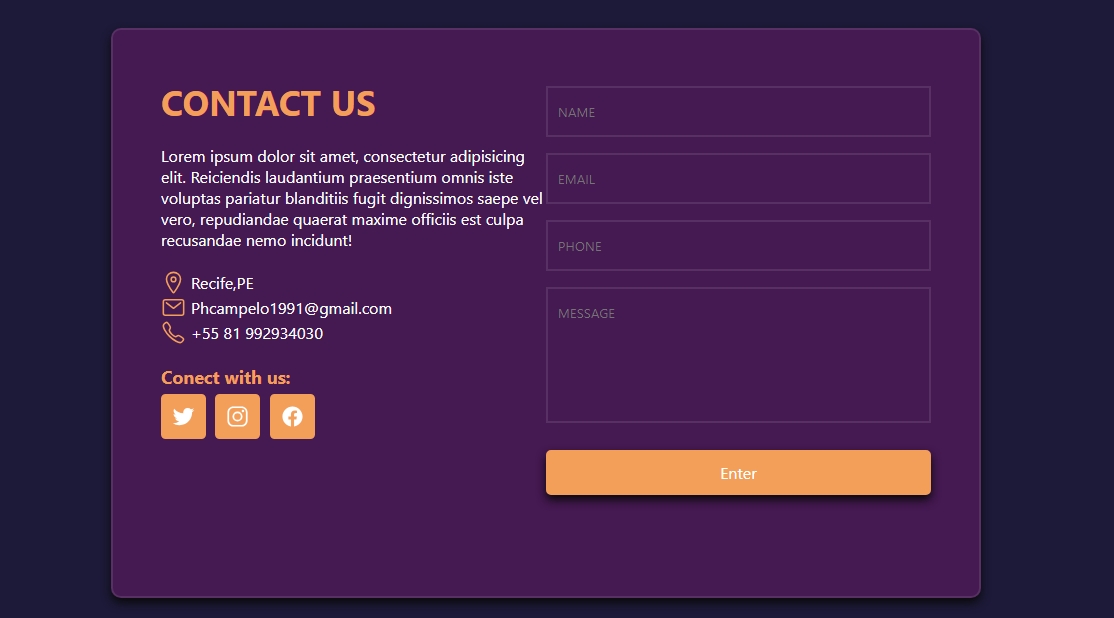 CONTACT US
Lorem ipsum dolor sit amet, consectetur adipisicing
elit. Reiciendis laudantium praesentium omnis iste
voluptas pariatur blanditiis fugit dignissimos saepe vel
vero, repudiandae quaerat maxime officiis est culpa
recusandae nemo incidunt!
Recife,PE
Phcampelo1991@gmail.com
+55 81 992934030
Conect with us:
NAME
EMAIL
PHONE
MESSAGE
Enter